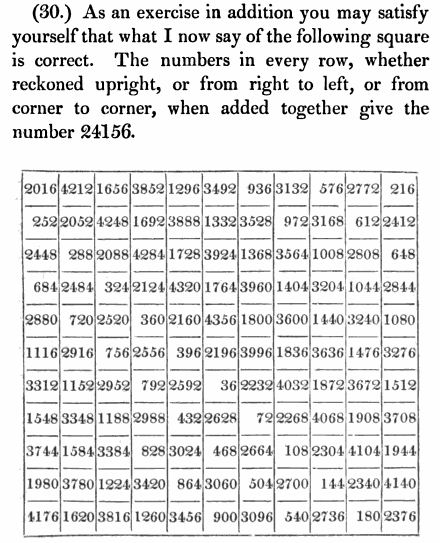 (30.) As an exercise in addition you may satisfy
yourself that what I now say of the following square
is correct. The numbers in every row, whether
reckoned upright, or from right to left, or from
corner to corner, when added together give the
number 24156.
2016 4212 1656 3852 1296 3492 936 3132 576 2772 216
252 2052 4248 1692 3888 1332 3528 972 3168 612 2412
2448 288 2088 4284 1728 3924 1368 3564 1008 2808 648
684 2484 324 2124 4320 1764 3960 1404 3204 1044 2844
2880 720 2520 360 2160 4356 1800 3600 1440 3240 1080
1116 2916 756 2556 396 2196 3996 1836 3636 1476 3276
3312 1152 2952 792 2592 36 2232 4032 1872 3672 1512
1548 3348 1188 2988 432 2628 72 2268 4068 1908 3708
3744 1584 3384 828 3024 468 2664 108 2304 4104 1944
1980 3780 1224 3420 864 3060 504 2700 144 2340 4140
4176 1620 3816 1260 3456 900 3096 540 2736 180 2376